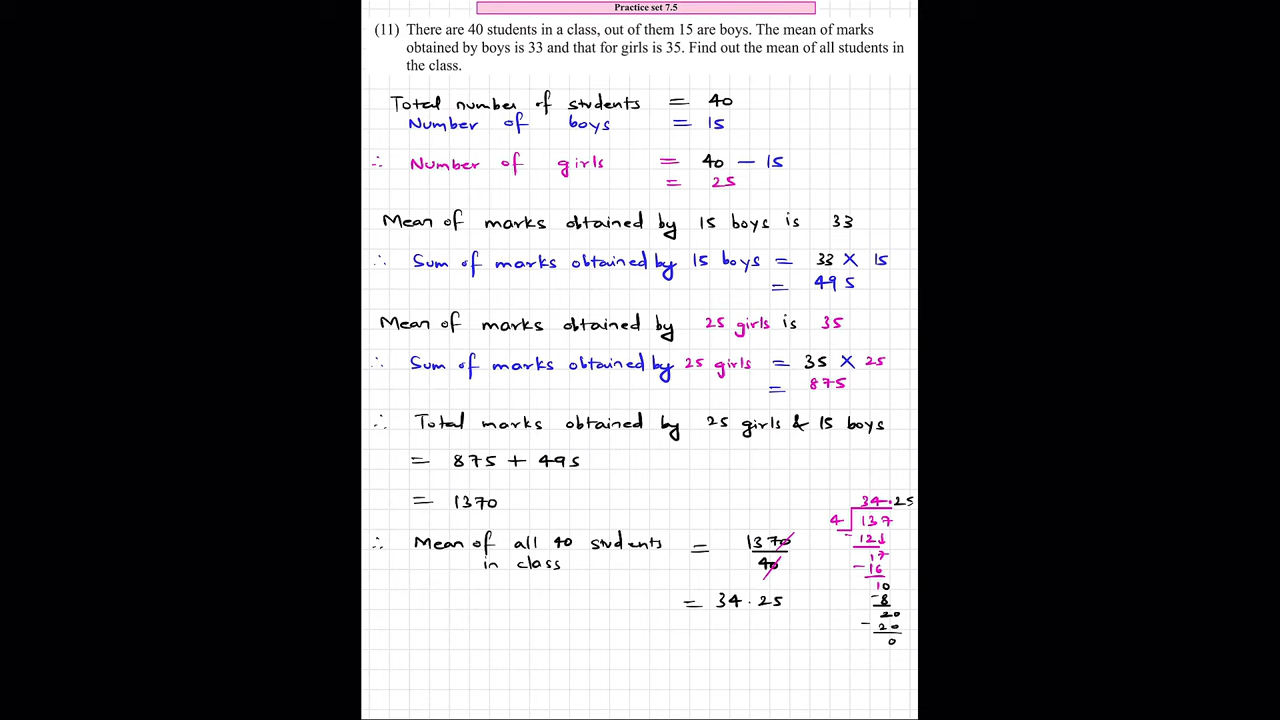 Practice set 7.5
(11) There are 40 students in a class, out of them 15 are boys. The mean of marks
obtained by boys is 33 and that for girls is 35. Find out the mean of all students in
the class.
Total number of students = 40
Number of boys = 15
∴ Number of girls = 40 − 15
= 25
Mean of marks obtained by 15 boys is 33
∴ Sum of marks obtained by 15 boys = 33 × 15
= 495
Mean of marks obtained by 25 girls is 35
∴ Sum of marks obtained by 25 girls = 35 × 25
= 875
∴ Total marks obtained by 25 girls & 15 boys
= 875 + 495
= 1370
∴ Mean of all 40 students = 1370
in class 40
= 34.25
34.25
4 137
−12↓
17
−16
10
−8
20
− 20
0